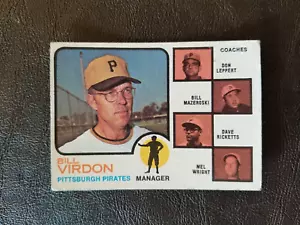 COACHES
DON
LEPPERT
BILL
MAZEROSKI
DAVE
RICKETTS
MEL
WRIGHT
P
BILL
VIRDON
PITTSBURGH PIRATES
MANAGER